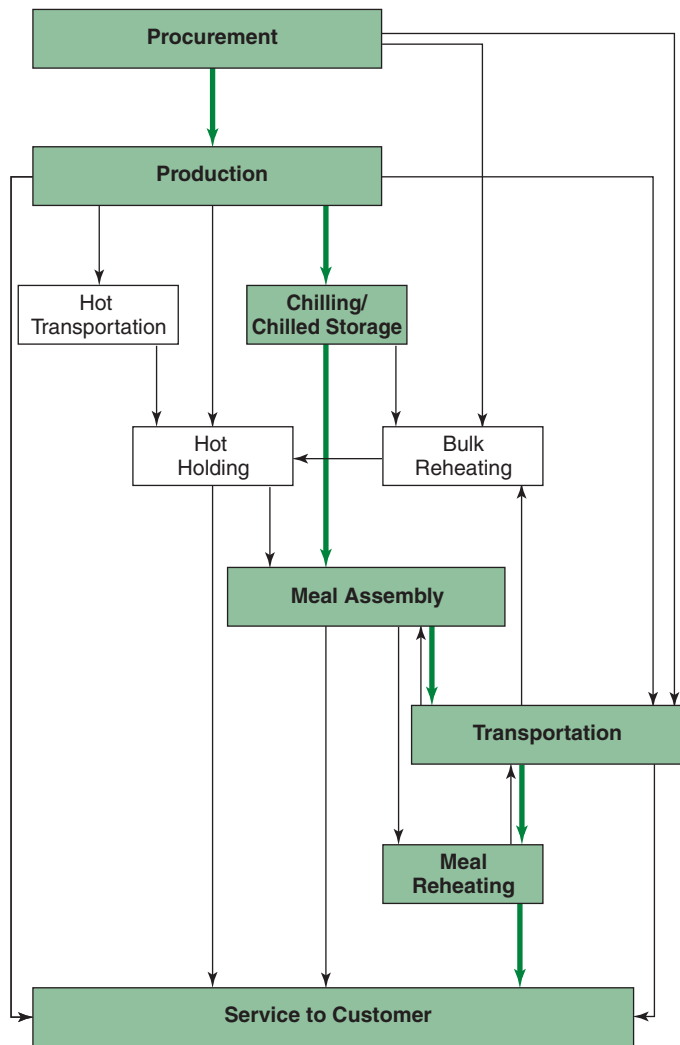 Procurement
Production
Hot
Transportation
Chilling/
Chilled Storage
Hot
Holding
Bulk
Reheating
Meal Assembly
Transportation
Meal
Reheating
Service to Customer